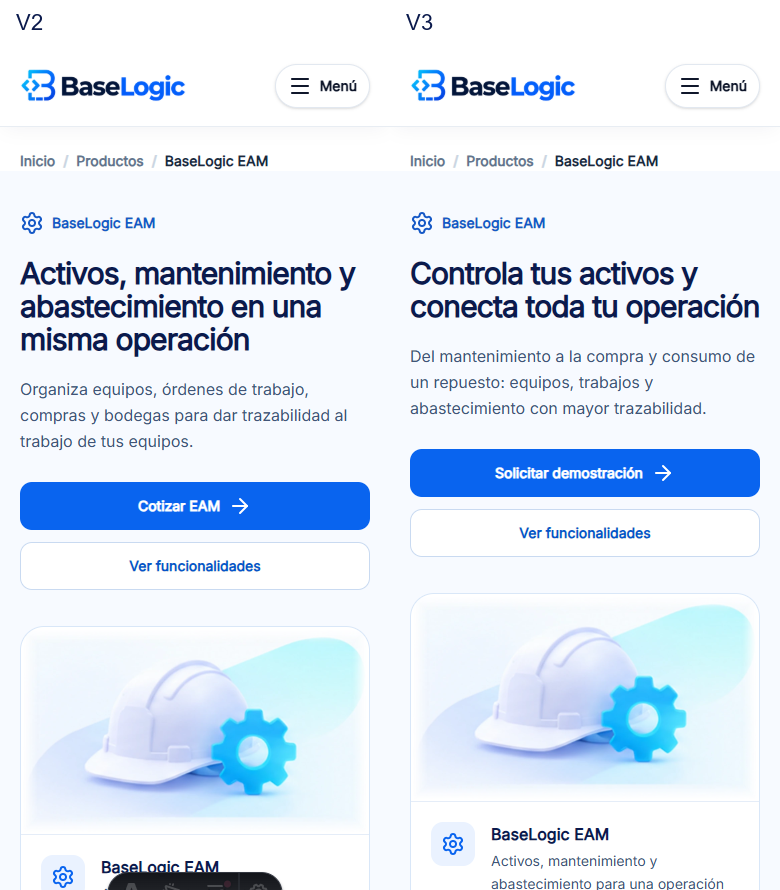 V2
BaseLogic
Menú
Inicio / Productos / BaseLogic EAM
BaseLogic EAM
Activos, mantenimiento y
abastecimiento en una
misma operación
Organiza equipos, órdenes de trabajo,
compras y bodegas para dar trazabilidad al
trabajo de tus equipos.
Cotizar EAM
Ver funcionalidades
BaseLogic EAM
V3
BaseLogic
Menú
Inicio / Productos / BaseLogic EAM
BaseLogic EAM
Controla tus activos y
conecta toda tu operación
Del mantenimiento a la compra y consumo de
un repuesto: equipos, trabajos y
abastecimiento con mayor trazabilidad.
Solicitar demostración
Ver funcionalidades
BaseLogic EAM
Activos, mantenimiento y
abastecimiento para una operación